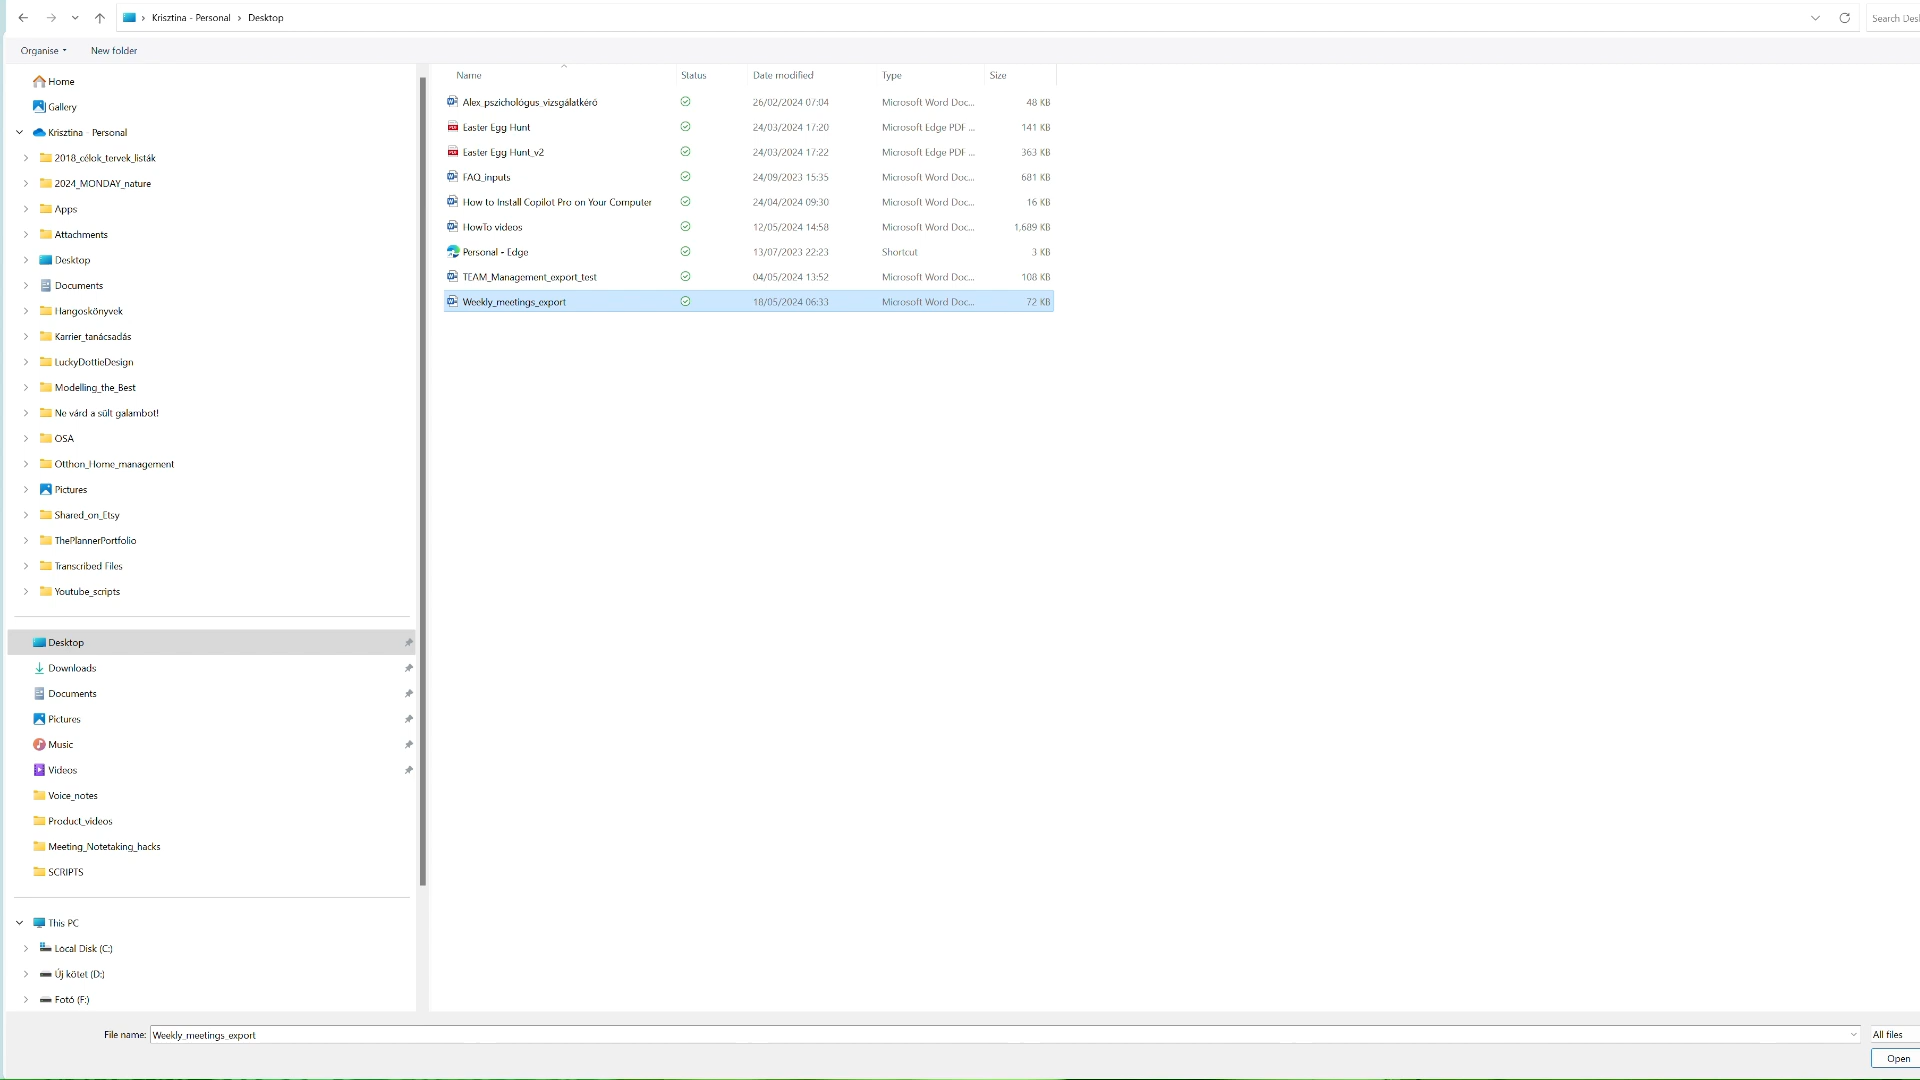 Krisztina - Personal > Desktop
Search Des
Organise
New folder
Home
Gallery
Krisztina - Personal
2018_célok_tervek_listák
2024_MONDAY_nature
Apps
Attachments
Desktop
Documents
Hangoskönyvek
Karrier_tanácsadás
LuckyDottieDesign
Modelling_the_Best
Ne várd a sült galambot!
OSA
Otthon_Home_management
Pictures
Shared_on_Etsy
ThePlannerPortfolio
Transcribed Files
Youtube_scripts
Desktop
Downloads
Documents
Pictures
Music
Videos
Voice_notes
Product_videos
Meeting_Notetaking_hacks
SCRIPTS
This PC
Local Disk (C:)
Új kötet (D:)
Fotó (F:)
Name Status Date modified Type Size
Alex_pszichológus_vizsgálatkérő 26/02/2024 07:04 Microsoft Word Doc... 48 KB
Easter Egg Hunt 24/03/2024 17:20 Microsoft Edge PDF ... 141 KB
Easter Egg Hunt_v2 24/03/2024 17:22 Microsoft Edge PDF ... 363 KB
FAQ_inputs 24/09/2023 15:35 Microsoft Word Doc... 681 KB
How to Install Copilot Pro on Your Computer 24/04/2024 09:30 Microsoft Word Doc... 16 KB
HowTo videos 12/05/2024 14:58 Microsoft Word Doc... 1,689 KB
Personal - Edge 13/07/2023 22:23 Shortcut 3 KB
TEAM_Management_export_test 04/05/2024 13:52 Microsoft Word Doc... 108 KB
Weekly_meetings_export 18/05/2024 06:33 Microsoft Word Doc... 72 KB
File name: Weekly_meetings_export
All files
Open